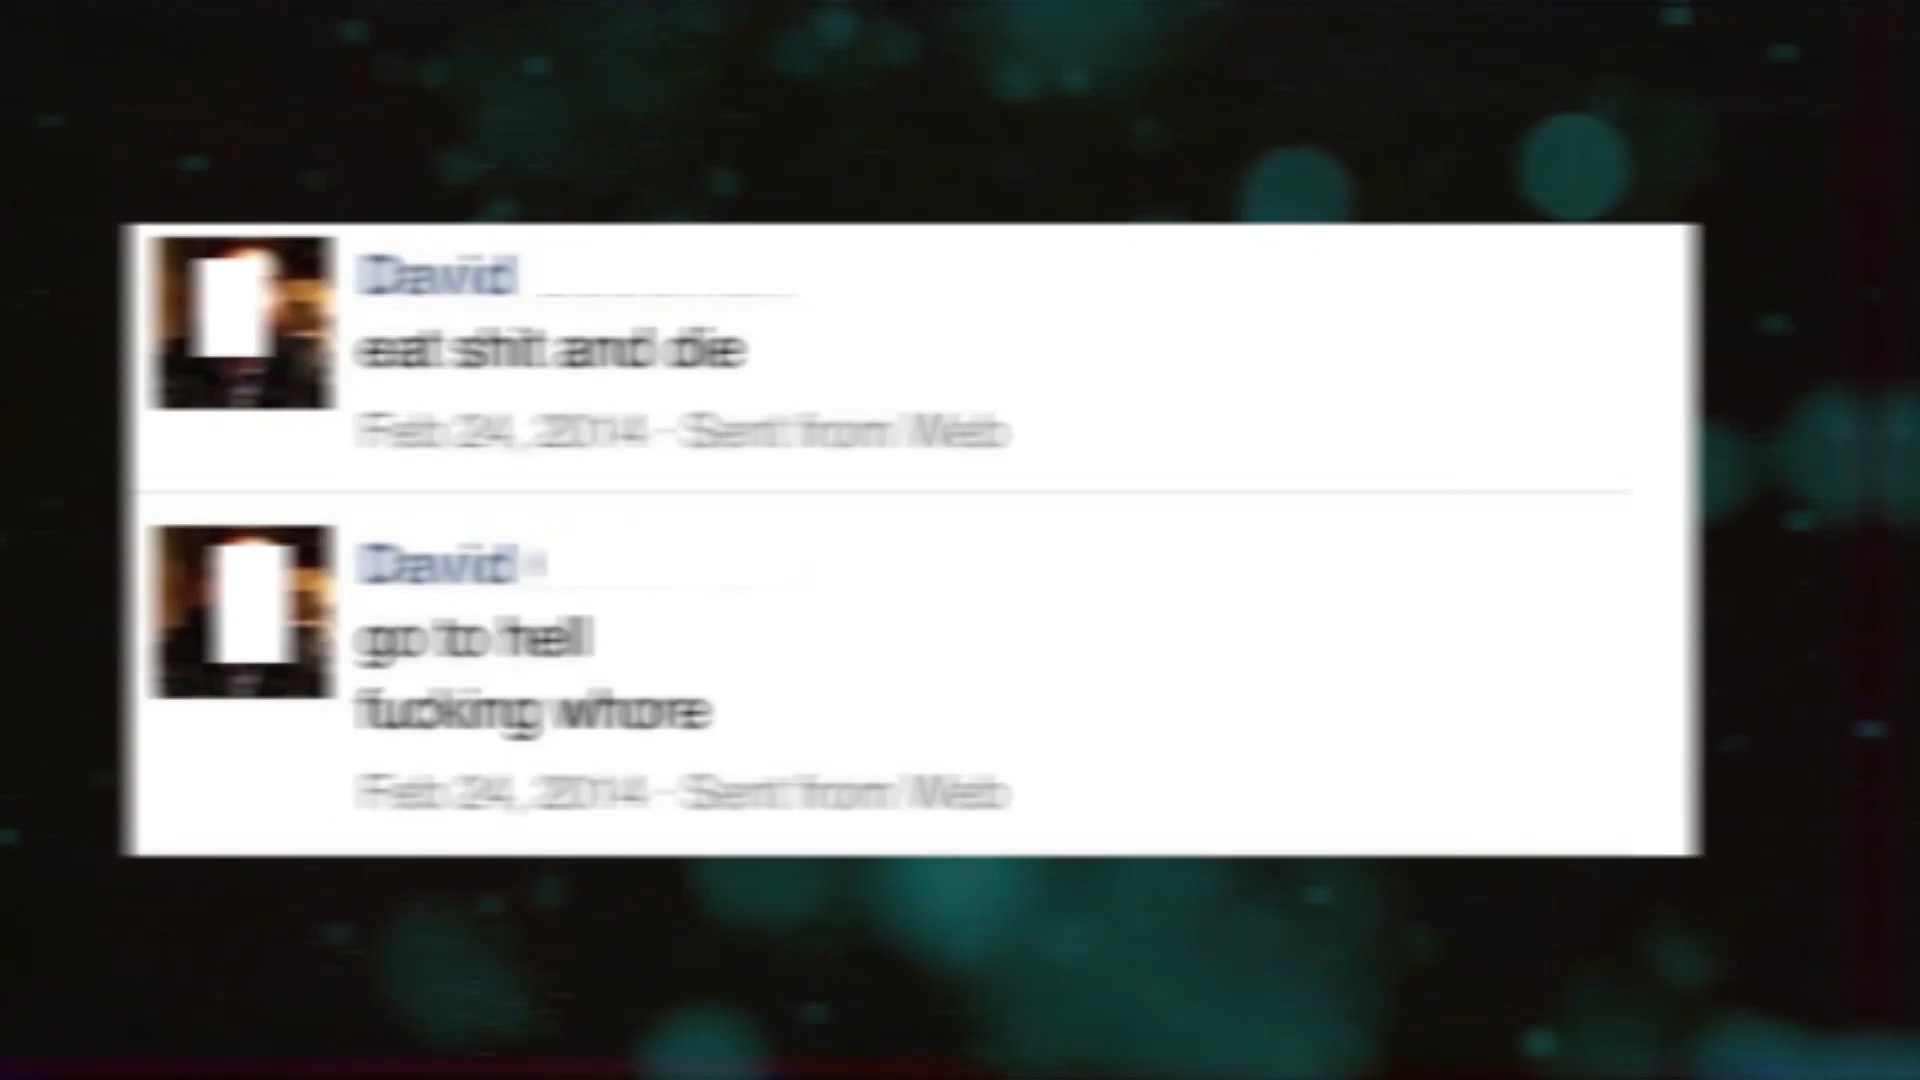 David
eat shit and die
Feb 24, 2014 · Sent from Web
David
go to hell
fucking whore
Feb 24, 2014 · Sent from Web